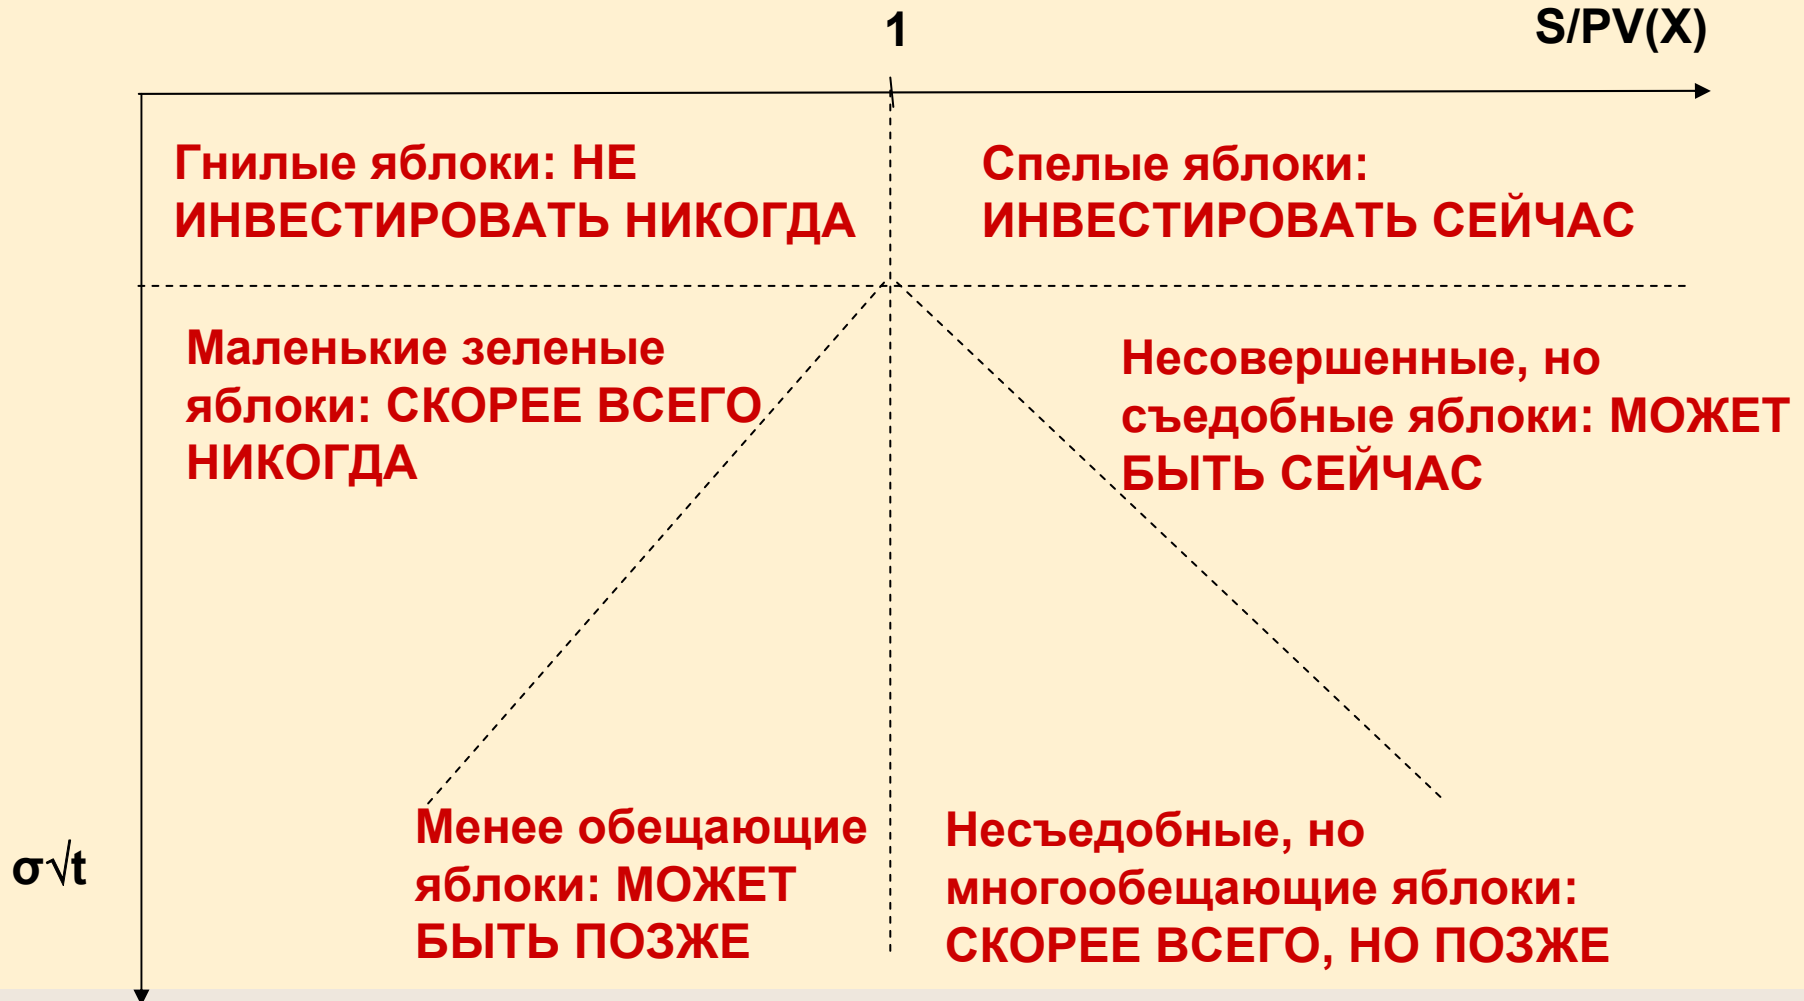 1
S/PV(X)
Гнилые яблоки: НЕ
ИНВЕСТИРОВАТЬ НИКОГДА
Спелые яблоки:
ИНВЕСТИРОВАТЬ СЕЙЧАС
Маленькие зеленые
яблоки: СКОРЕЕ ВСЕГО
НИКОГДА
Несовершенные, но
съедобные яблоки: МОЖЕТ
БЫТЬ СЕЙЧАС
Менее обещающие
яблоки: МОЖЕТ
БЫТЬ ПОЗЖЕ
Несъедобные, но
многообещающие яблоки:
СКОРЕЕ ВСЕГО, НО ПОЗЖЕ
σ√t